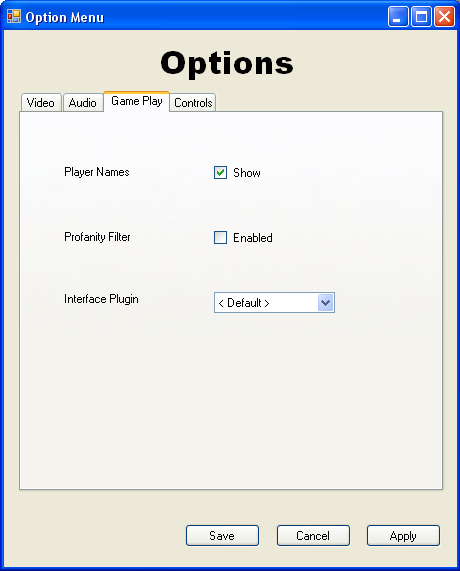 Option Menu
Options
Video Audio Game Play Controls
Player Names Show
Profanity Filter Enabled
Interface Plugin < Default >
Save Cancel Apply